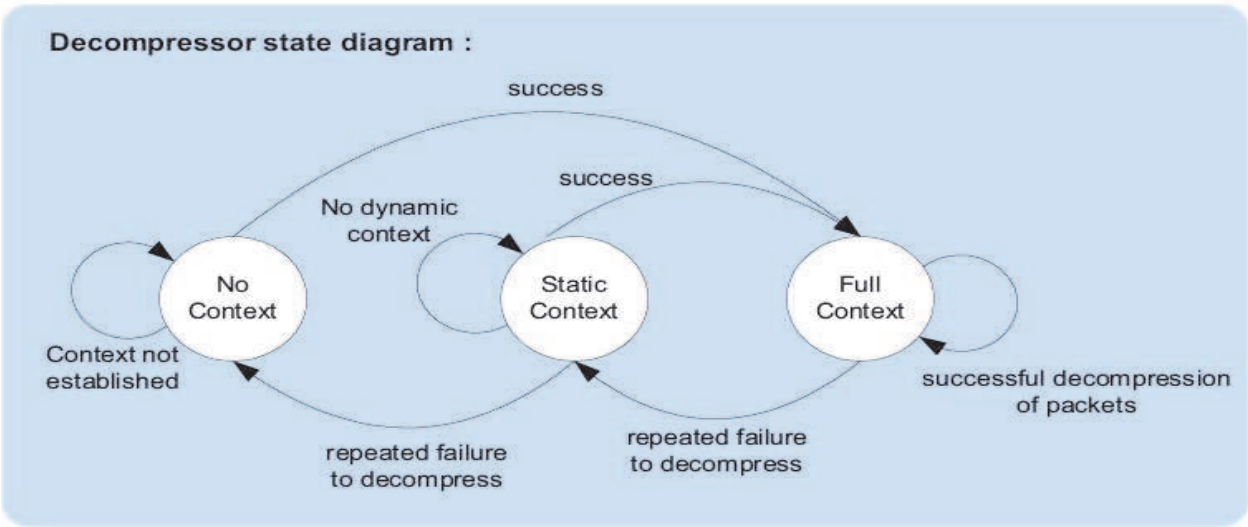 Decompressor state diagram :
success
success
No dynamic
context
No
Context
Static
Context
Full
Context
Context not
established
successful decompression
of packets
repeated failure
to decompress
repeated failure
to decompress